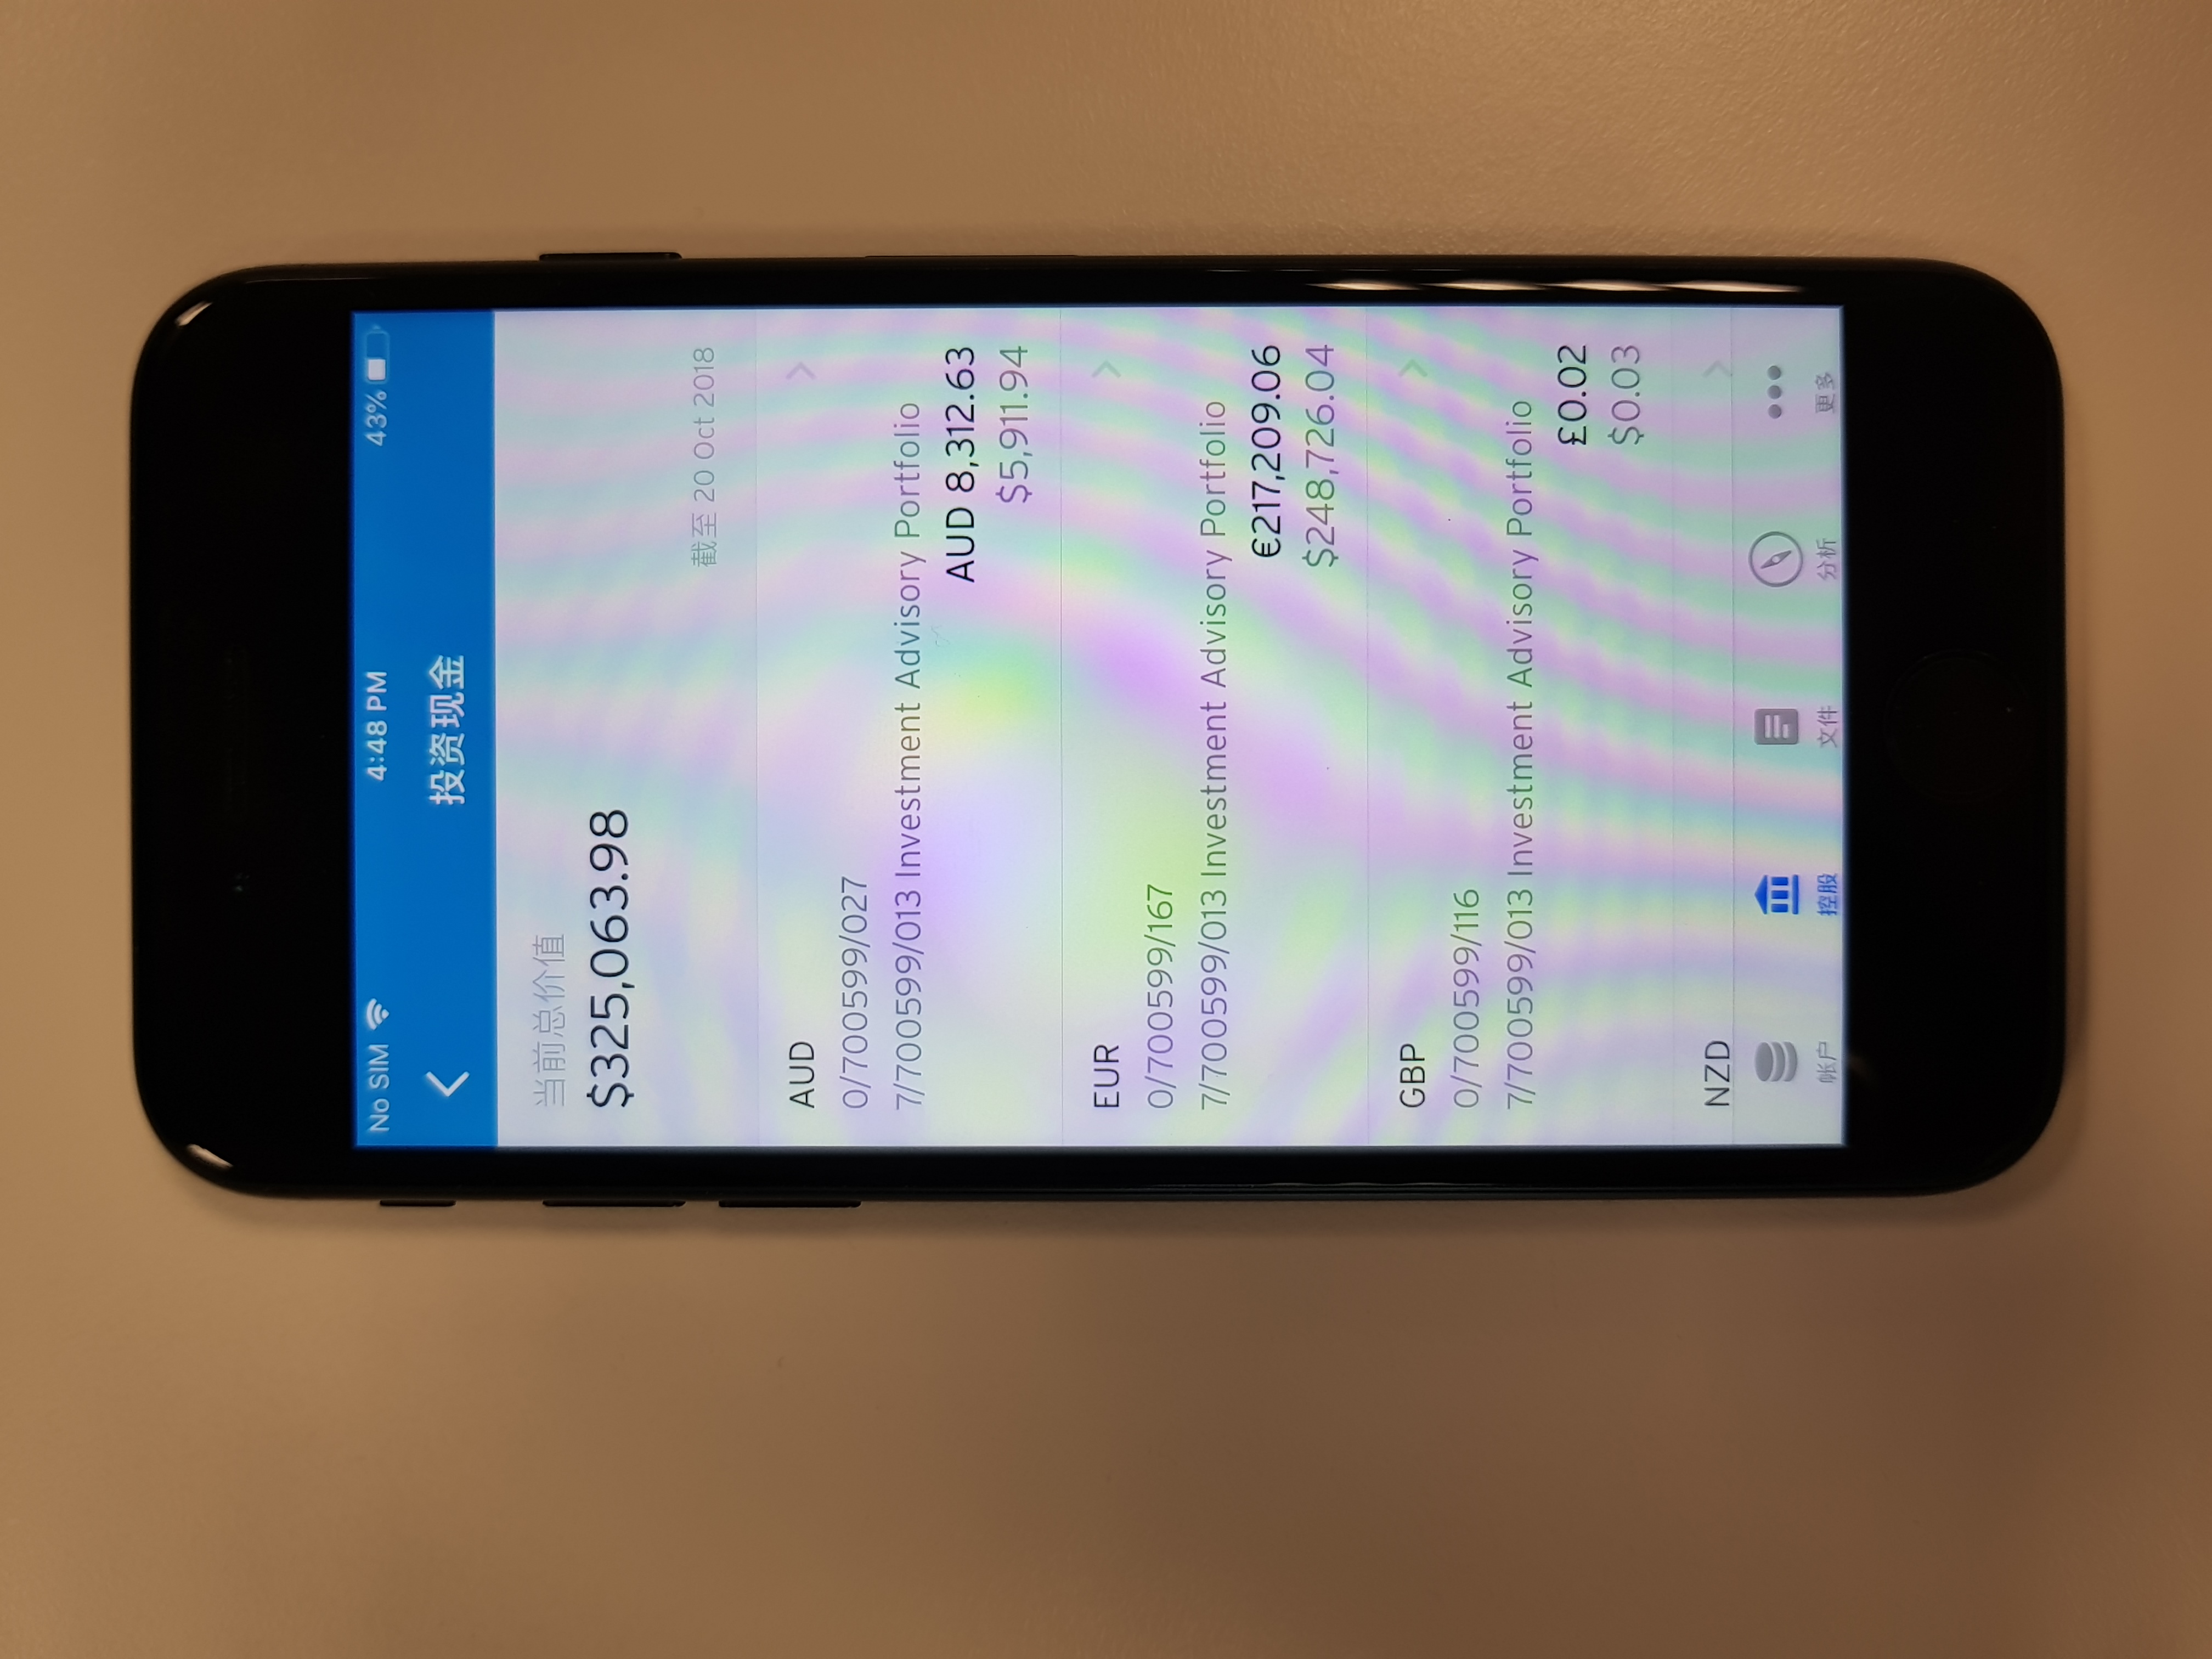 No SIM 4:48 PM 43%
投资现金
当前总价值
$325,063.98
截至 20 Oct 2018
AUD
0/700599/027
7/700599/013 Investment Advisory Portfolio
AUD 8,312.63
$5,911.94
EUR
0/700599/167
7/700599/013 Investment Advisory Portfolio
€217,209.06
$248,726.04
GBP
0/700599/116
7/700599/013 Investment Advisory Portfolio
£0.02
$0.03
NZD
帐户 控股 文件 分析 更多